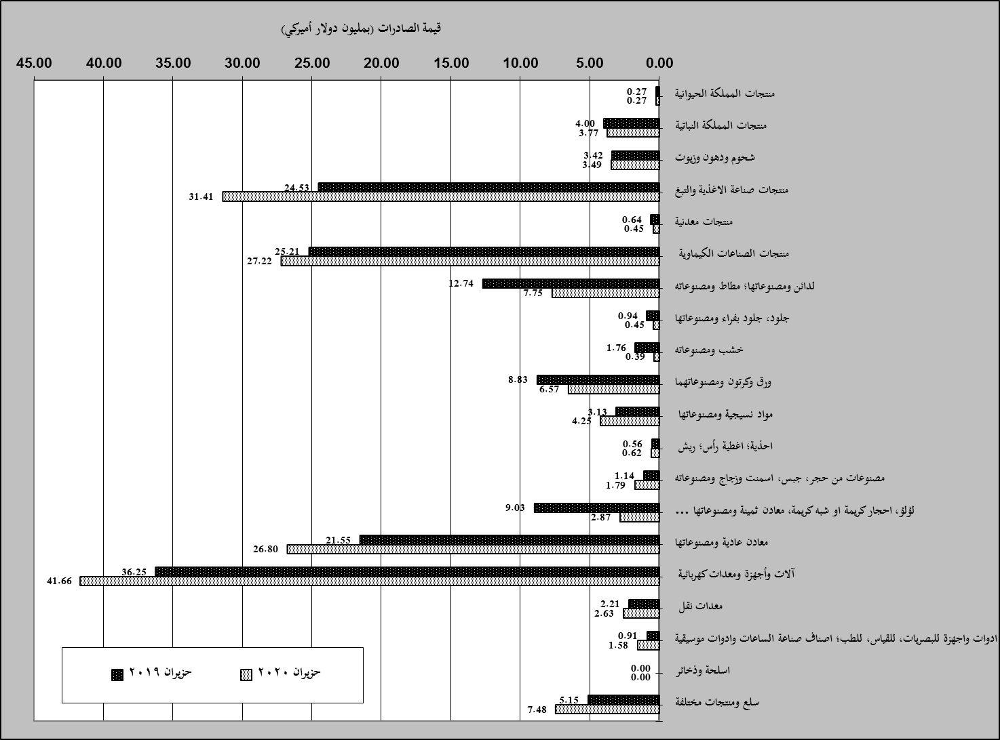 قيمة الصادرات (بمليون دولار أميركي)
45.00 40.00 35.00 30.00 25.00 20.00 15.00 10.00 5.00 0.00
منتجات المملكة الحيوانية
0.27
0.27
منتجات المملكة النباتية
4.00
3.77
شحوم ودهون وزيوت
3.42
3.49
منتجات صناعة الاغذية والتبغ
24.53
31.41
منتجات معدنية
0.64
0.45
منتجات الصناعات الكيماوية
25.21
27.22
لدائن ومصنوعاتها؛ مطاط ومصنوعاته
12.74
7.75
جلود، جلود بفراء ومصنوعاتها
0.94
0.45
خشب ومصنوعاته
1.76
0.39
ورق وكرتون ومصنوعاتهما
8.83
6.57
مواد نسيجية ومصنوعاتها
3.13
4.25
احذية؛ اغطية رأس؛ ريش
0.56
0.62
مصنوعات من حجر، جبس، اسمنت وزجاج ومصنوعاته
1.14
1.79
لؤلؤ، احجار كريمة او شبه كريمة، معادن ثمينة ومصنوعاتها ...
9.03
2.87
معادن عادية ومصنوعاتها
21.55
26.80
آلات وأجهزة ومعدات كهربائية
36.25
41.66
معدات نقل
2.21
2.63
ادوات واجهزة للبصريات، للقياس، للطب؛ اصناف صناعة الساعات وادوات موسيقية
0.91
1.58
اسلحة وذخائر
0.00
0.00
سلع ومنتجات مختلفة
5.15
7.48
حزيران ٢٠٢٠ حزيران ٢٠١٩